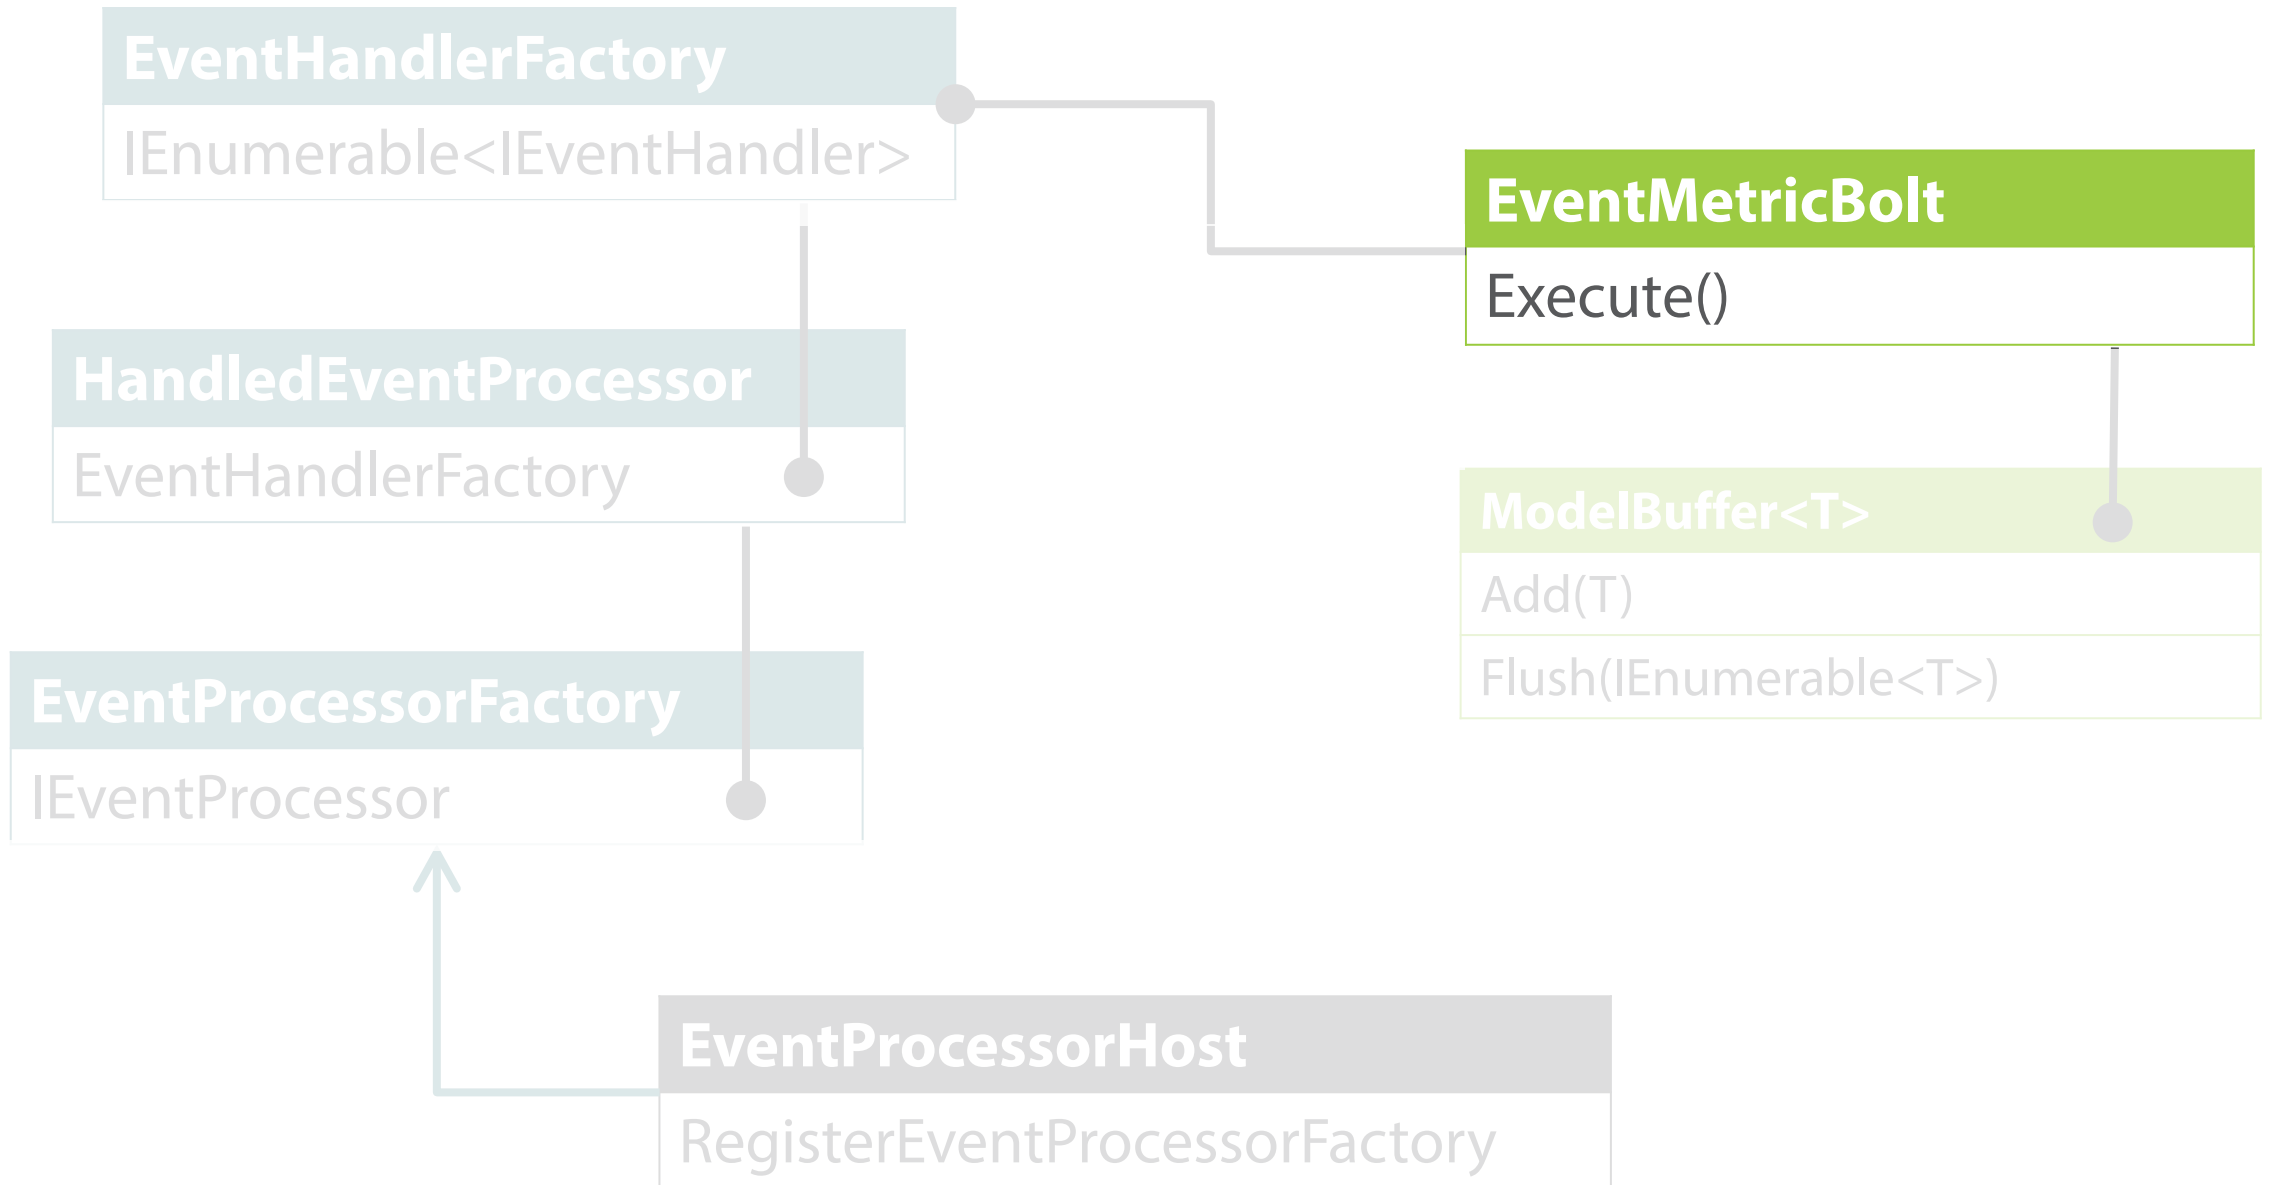 EventHandlerFactory
IEnumerable<IEventHandler>
EventMetricBolt
Execute()
HandledEventProcessor
EventHandlerFactory
ModelBuffer<T>
Add(T)
Flush(IEnumerable<T>)
EventProcessorFactory
IEventProcessor
EventProcessorHost
RegisterEventProcessorFactory